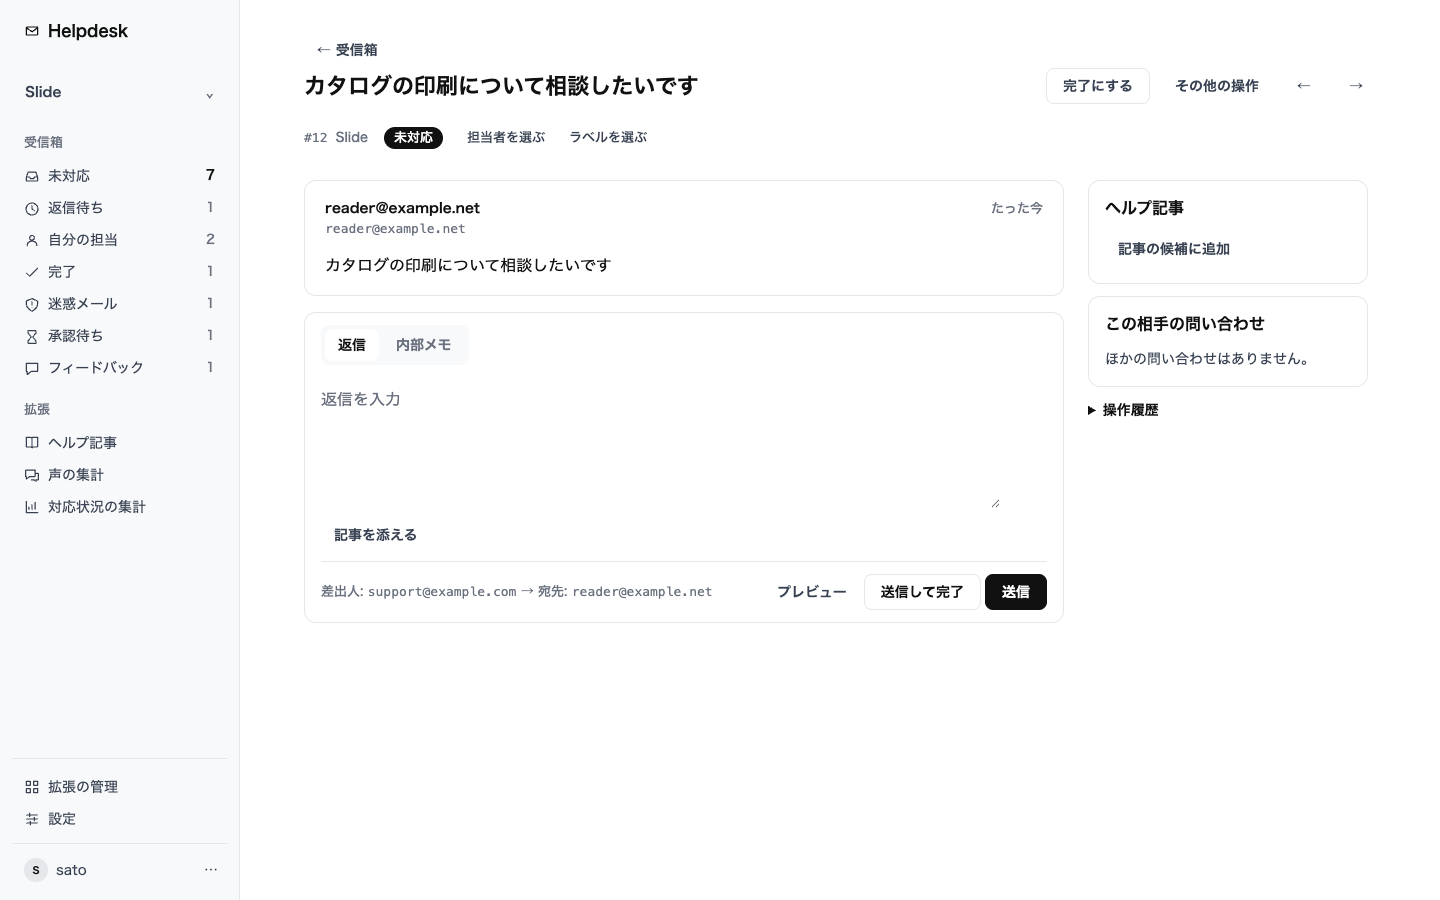 Helpdesk
Slide
受信箱
未対応 7
返信待ち 1
自分の担当 2
完了 1
迷惑メール 1
承認待ち 1
フィードバック 1
拡張
ヘルプ記事
声の集計
対応状況の集計
拡張の管理
設定
S sato ...
← 受信箱
カタログの印刷について相談したいです
完了にする その他の操作 ← →
#12 Slide 未対応 担当者を選ぶ ラベルを選ぶ
reader@example.net たった今
reader@example.net
カタログの印刷について相談したいです
返信 内部メモ
返信を入力
記事を添える
差出人: support@example.com → 宛先: reader@example.net プレビュー 送信して完了 送信
ヘルプ記事
記事の候補に追加
この相手の問い合わせ
ほかの問い合わせはありません。
▶ 操作履歴